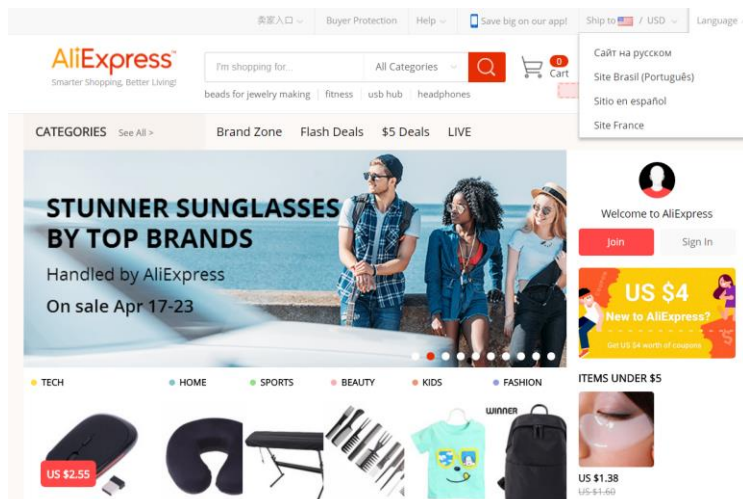 卖家入口
Buyer Protection
Help
Save big on our app!
Ship to / USD
Language
AliExpress™
Smarter Shopping, Better Living!
I'm shopping for...
All Categories
0
Cart
beads for jewelry making
fitness
usb hub
headphones
Сайт на русском
Site Brasil (Português)
Sitio en español
Site France
CATEGORIES See All >
Brand Zone
Flash Deals
$5 Deals
LIVE
STUNNER SUNGLASSES
BY TOP BRANDS
Handled by AliExpress
On sale Apr 17-23
Welcome to AliExpress
Join
Sign In
US $4
New to AliExpress?
Get US $4 worth of coupons
TECH
HOME
SPORTS
BEAUTY
KIDS
FASHION
ITEMS UNDER $5
WINNER
US $2.55
US $1.38
US $1.60